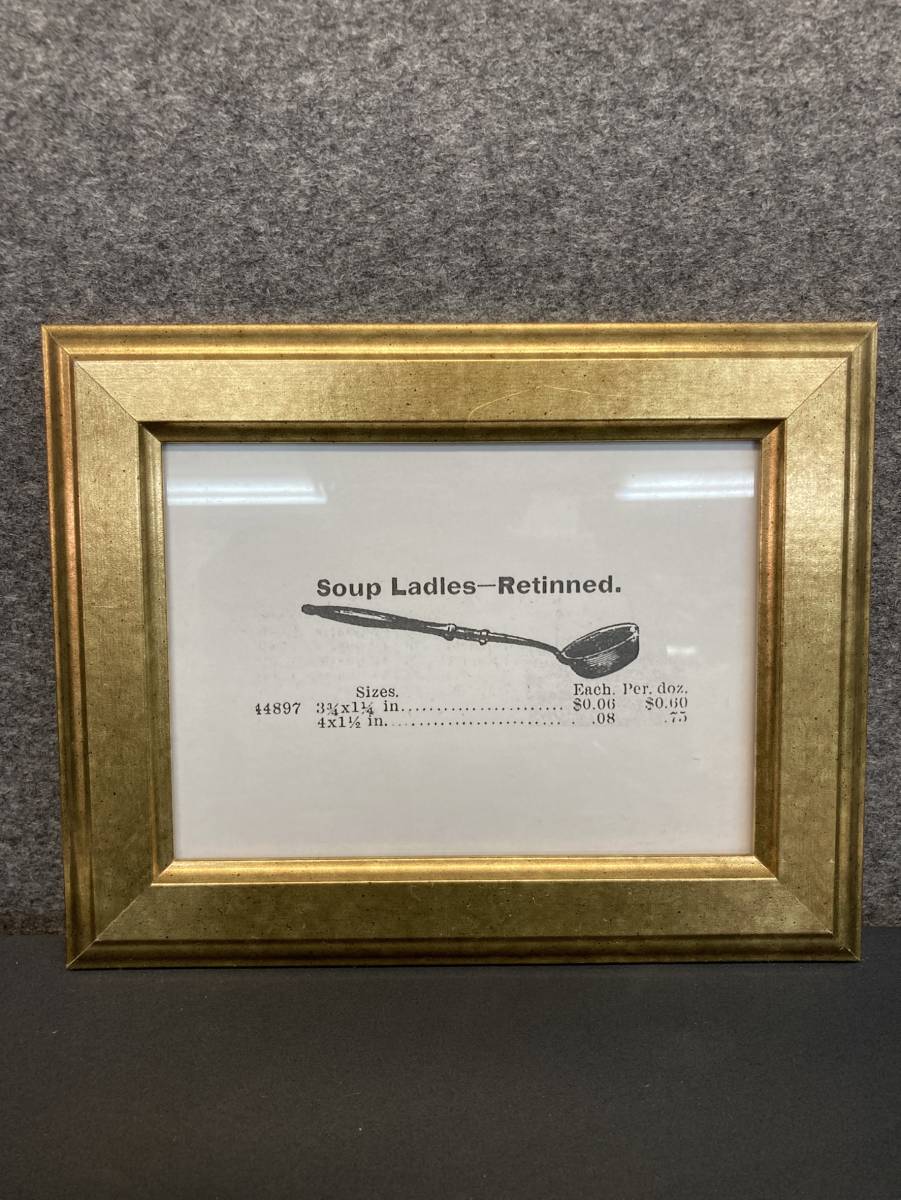 Soup Ladles—Retinned.
Sizes. Each. Per. doz.
44897 3¾x1¼ in....................... $0.06 $0.60
4x1½ in........................... .08 .75